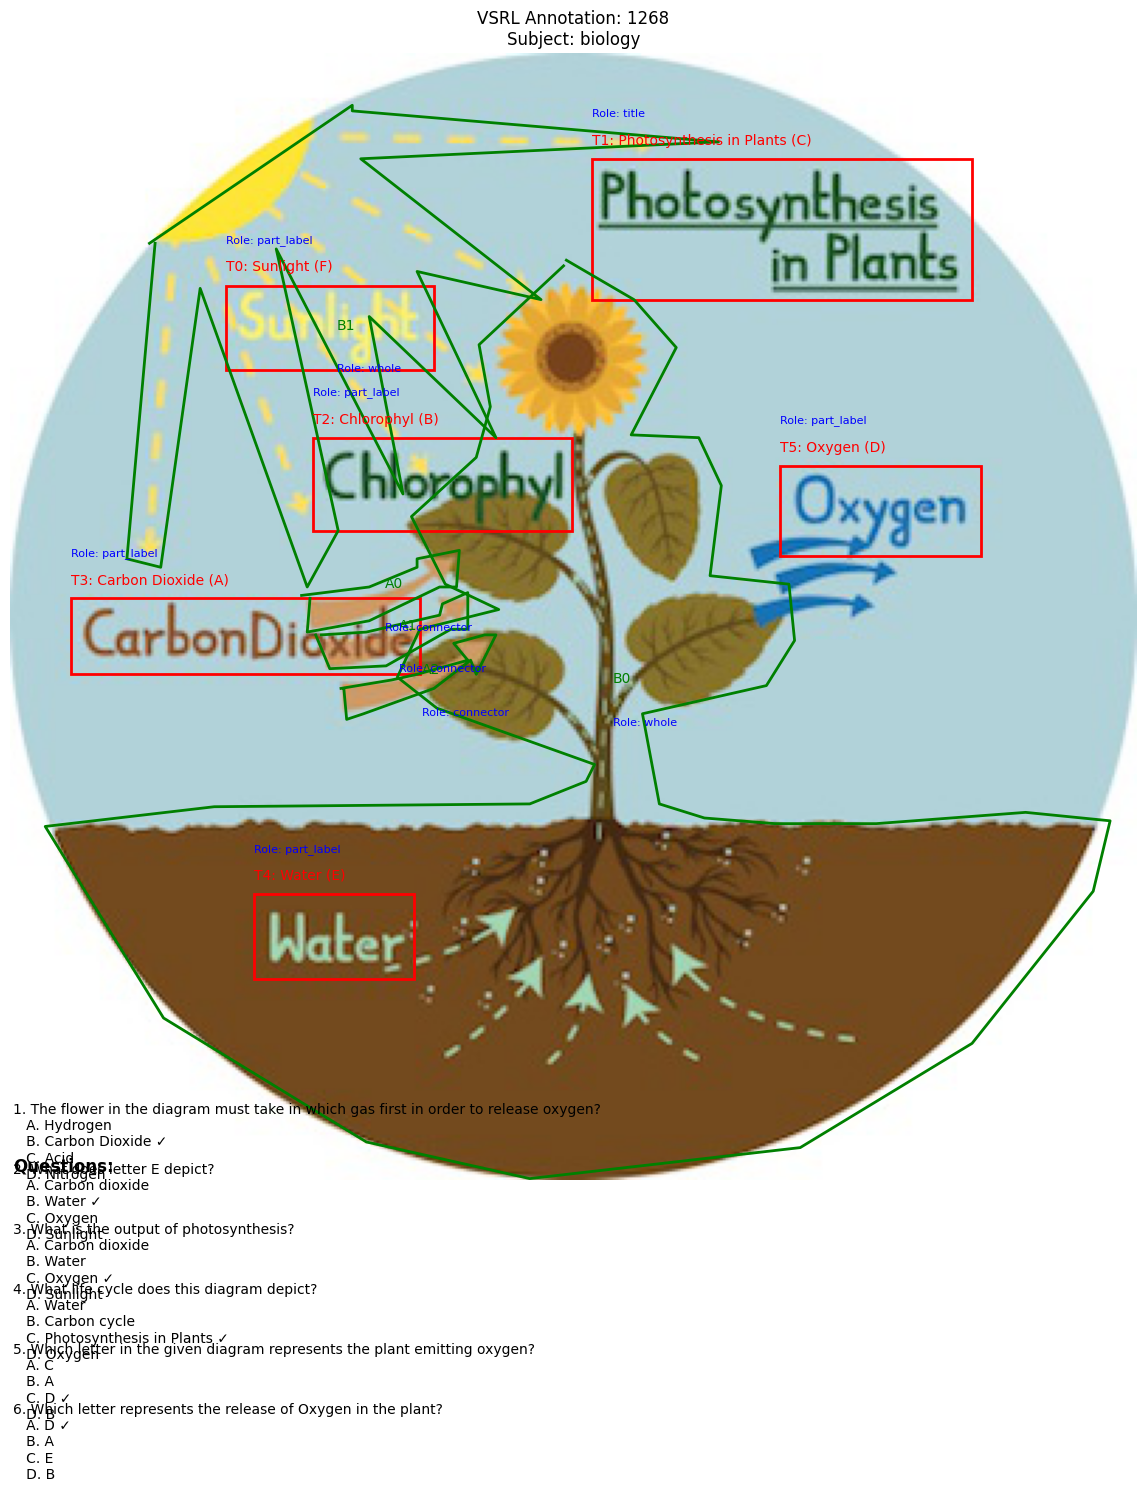 VSRL Annotation: 1268
Subject: biology
Role: title
T1: Photosynthesis in Plants (C)
Photosynthesis
in Plants
Role: part_label
T0: Sunlight (F)
Sunlight
B1
Role: whole
Role: part_label
T2: Chlorophyl (B)
Chlorophyl
Role: part_label
T5: Oxygen (D)
Oxygen
Role: part_label
T3: Carbon Dioxide (A)
Carbon Dioxide
A0
Role: connector
Role: connector
Role: connector
B0
Role: whole
Role: part_label
T4: Water (E)
Water
1. The flower in the diagram must take in which gas first in order to release oxygen?
A. Hydrogen
B. Carbon Dioxide ✓
C. Acid
D. Nitrogen
Questions:
2. What does letter E depict?
A. Carbon dioxide
B. Water ✓
C. Oxygen
D. Sunlight
3. What is the output of photosynthesis?
A. Carbon dioxide
B. Water
C. Oxygen ✓
D. Sunlight
4. What life cycle does this diagram depict?
A. Water
B. Carbon cycle
C. Photosynthesis in Plants ✓
D. Oxygen
5. Which letter in the given diagram represents the plant emitting oxygen?
A. C
B. A
C. D ✓
D. B
6. Which letter represents the release of Oxygen in the plant?
A. D ✓
B. A
C. E
D. B